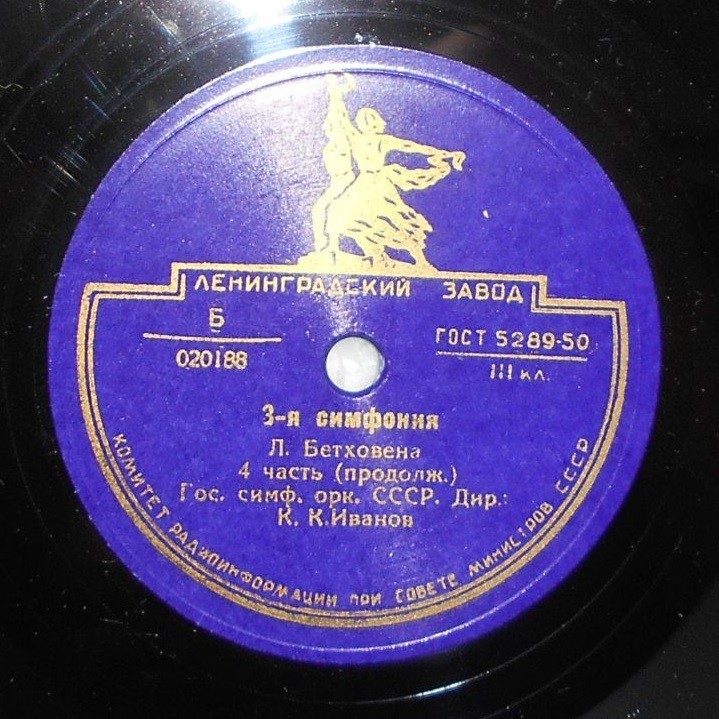 ЛЕНИНГРАДСКИЙ ЗАВОД
Б
020188
ГОСТ 5289-50
III кл.
3-я симфония
Л. Бетховена
4 часть (продолж.)
Гос. симф. орк. СССР. Дир.:
К. К.Иванов
КОМИТЕТ РАДИОИНФОРМАЦИИ ПРИ СОВЕТЕ МИНИСТРОВ СССР